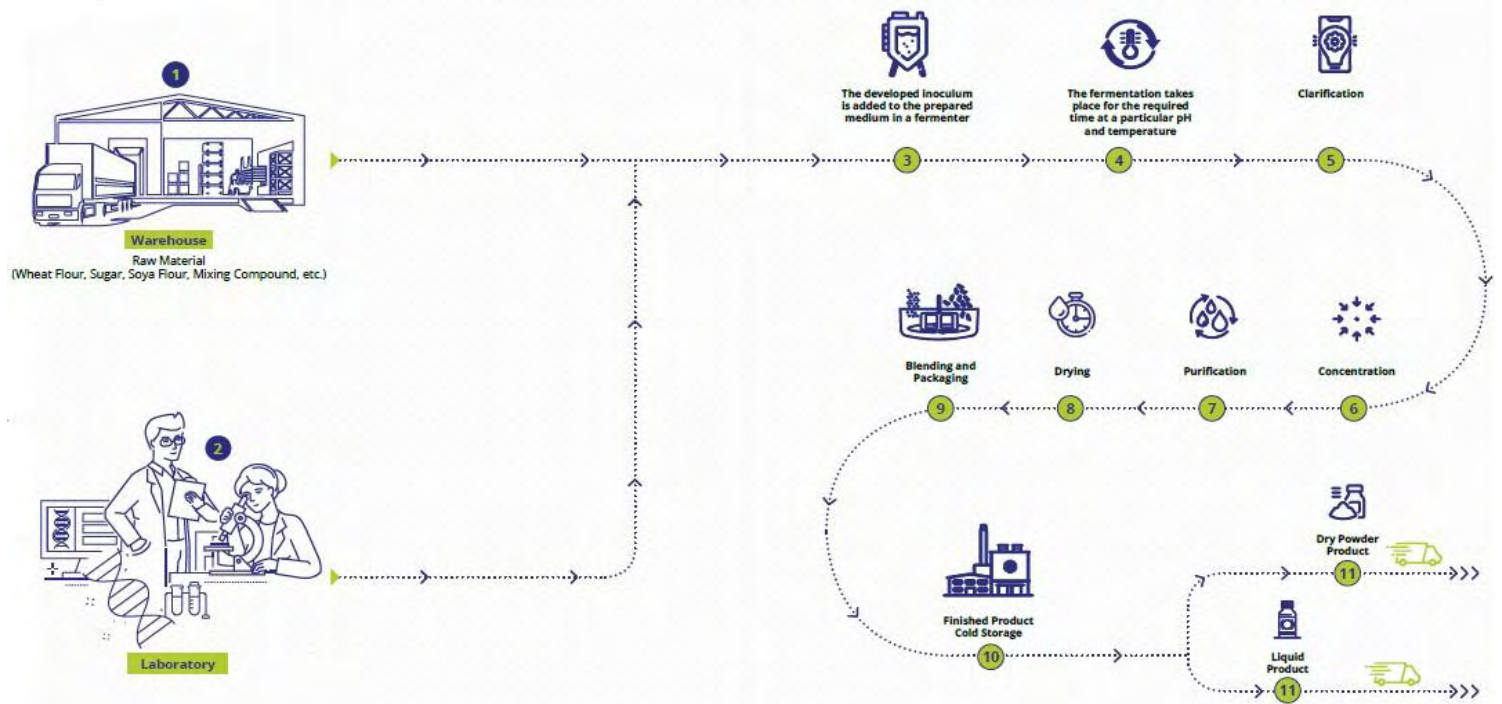 1
Warehouse
Raw Material
(Wheat Flour, Sugar, Soya Flour, Mixing Compound, etc.)
2
Laboratory
The developed inoculum
is added to the prepared
medium in a fermenter
3
The fermentation takes
place for the required
time at a particular pH
and temperature
4
Clarification
5
Concentration
6
Purification
7
Drying
8
Blending and
Packaging
9
Finished Product
Cold Storage
10
Dry Powder
Product
11
Liquid
Product
11